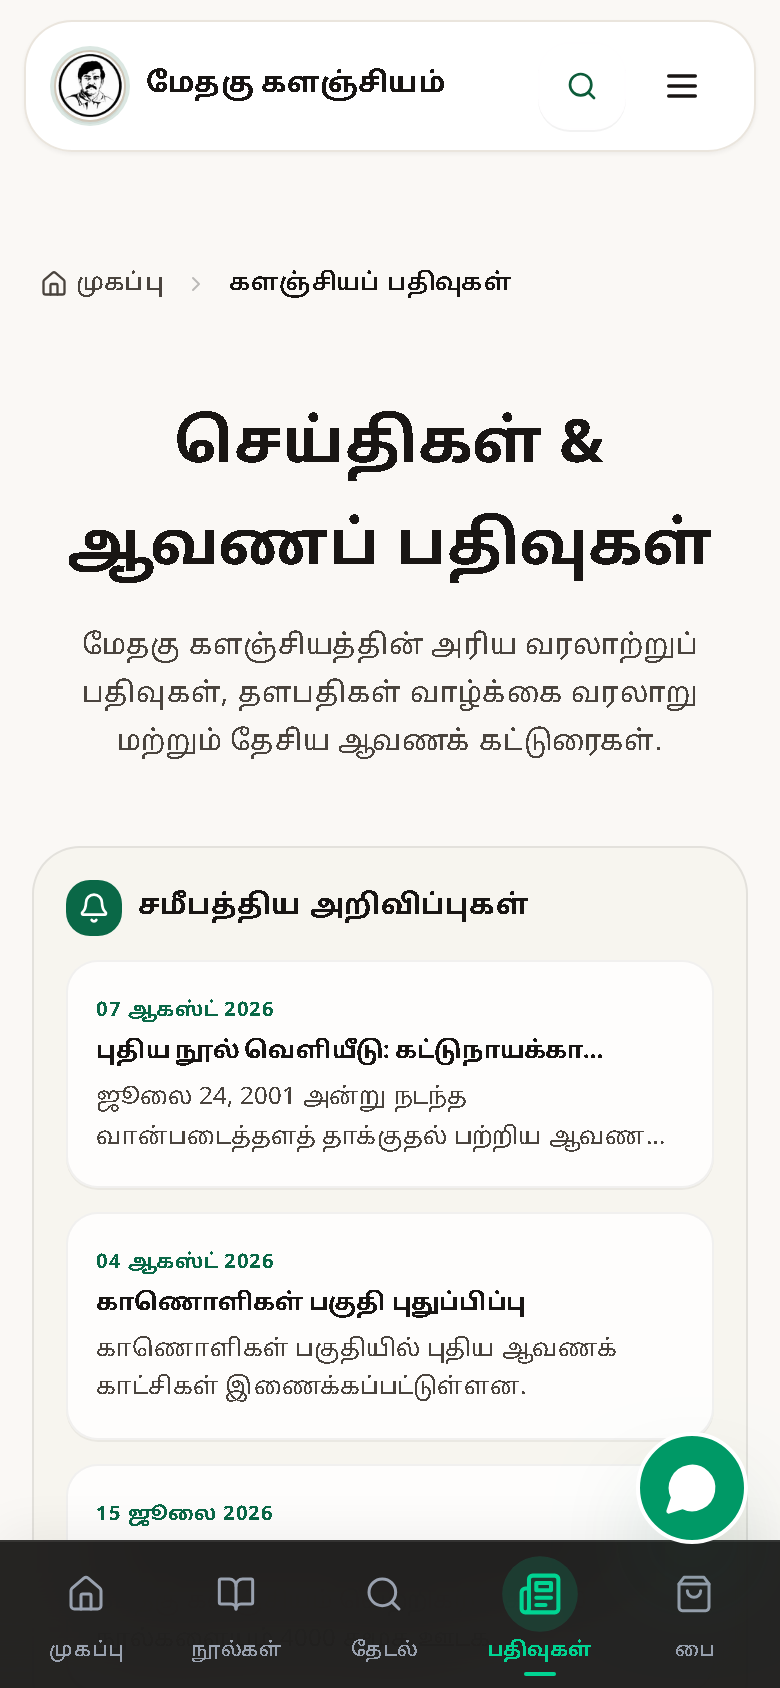 மேதகு களஞ்சியம்
முகப்பு
களஞ்சியப் பதிவுகள்
செய்திகள் &
ஆவணப் பதிவுகள்
மேதகு களஞ்சியத்தின் அரிய வரலாற்றுப்
பதிவுகள், தளபதிகள் வாழ்க்கை வரலாறு
மற்றும் தேசிய ஆவணக் கட்டுரைகள்.
சமீபத்திய அறிவிப்புகள்
07 ஆகஸ்ட் 2026
புதிய நூல் வெளியீடு: கட்டுநாயக்கா...
ஜூலை 24, 2001 அன்று நடந்த
வான்படைத்தளத் தாக்குதல் பற்றிய ஆவண...
04 ஆகஸ்ட் 2026
காணொளிகள் பகுதி புதுப்பிப்பு
காணொளிகள் பகுதியில் புதிய ஆவணக்
காட்சிகள் இணைக்கப்பட்டுள்ளன.
15 ஜூலை 2026
முகப்பு
நூல்கள்
தேடல்
பதிவுகள்
பை